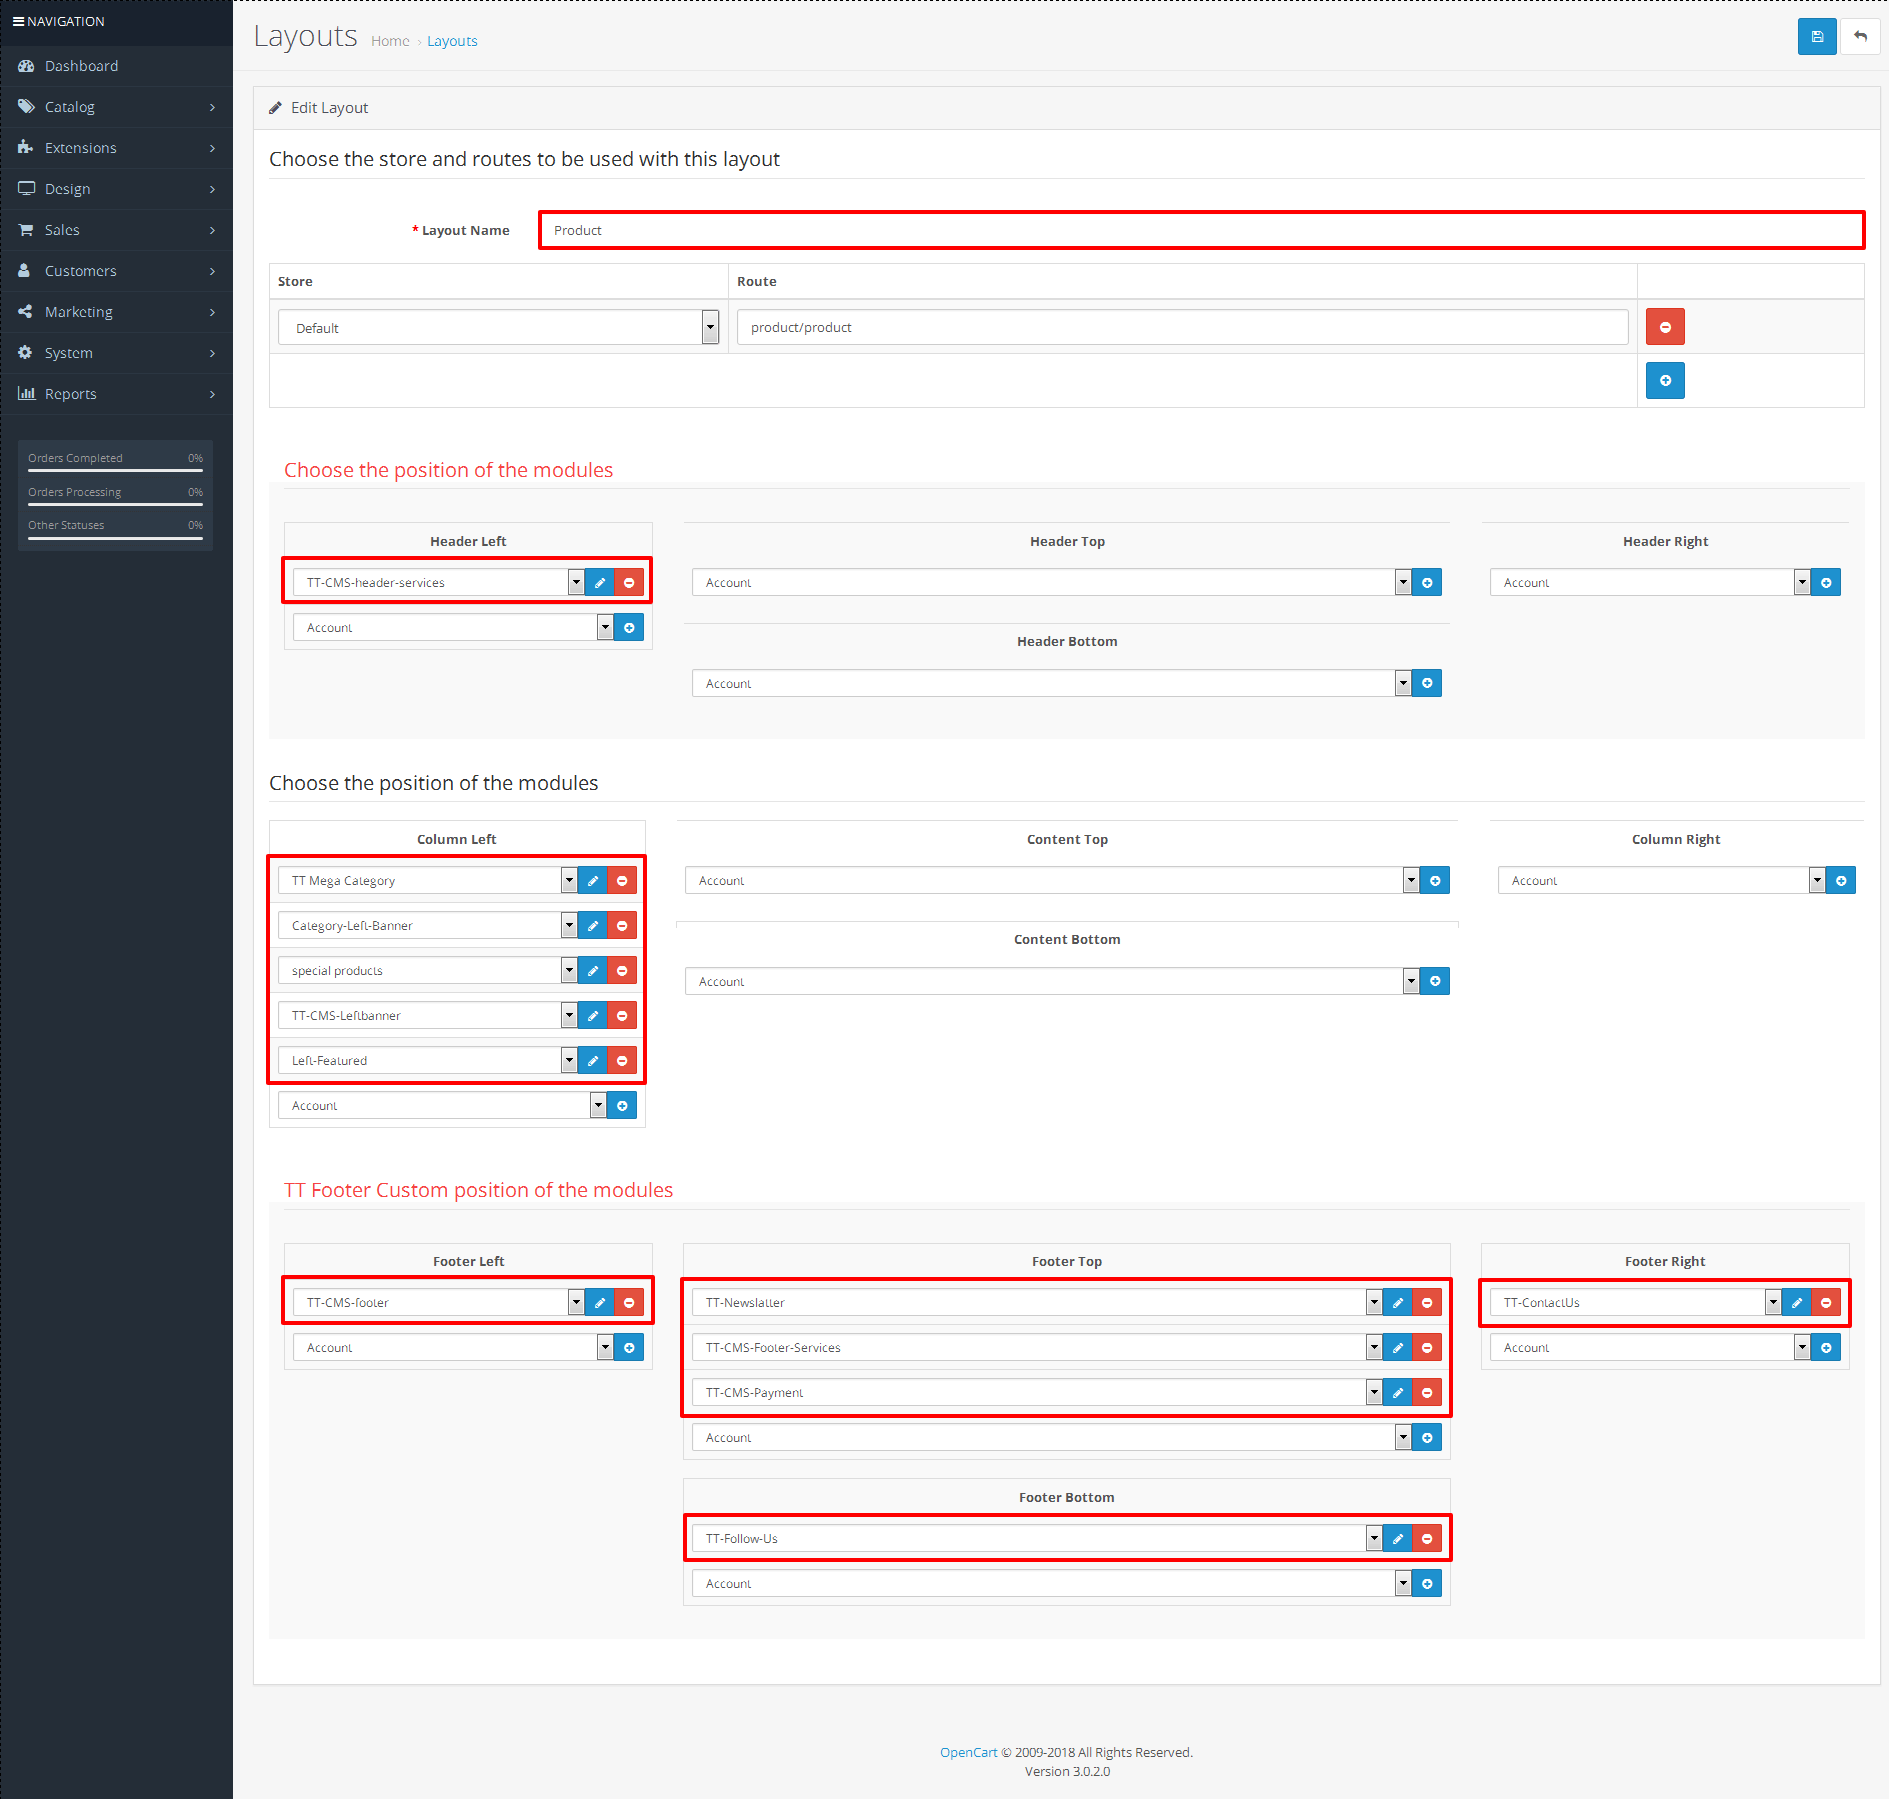 NAVIGATION
Dashboard
Catalog
Extensions
Design
Sales
Customers
Marketing
System
Reports
Orders Completed 0%
Orders Processing 0%
Other Statuses 0%
Layouts Home › Layouts
Edit Layout
Choose the store and routes to be used with this layout
* Layout Name Product
Store Route
Default product/product
Choose the position of the modules
Header Left
TT-CMS-header-services
Account
Header Top
Account
Header Bottom
Account
Header Right
Account
Choose the position of the modules
Column Left
TT Mega Category
Category-Left-Banner
special products
TT-CMS-Leftbanner
Left-Featured
Account
Content Top
Account
Content Bottom
Account
Column Right
Account
TT Footer Custom position of the modules
Footer Left
TT-CMS-footer
Account
Footer Top
TT-Newslatter
TT-CMS-Footer-Services
TT-CMS-Payment
Account
Footer Bottom
TT-Follow-Us
Account
Footer Right
TT-ContactUs
Account
OpenCart © 2009-2018 All Rights Reserved.
Version 3.0.2.0